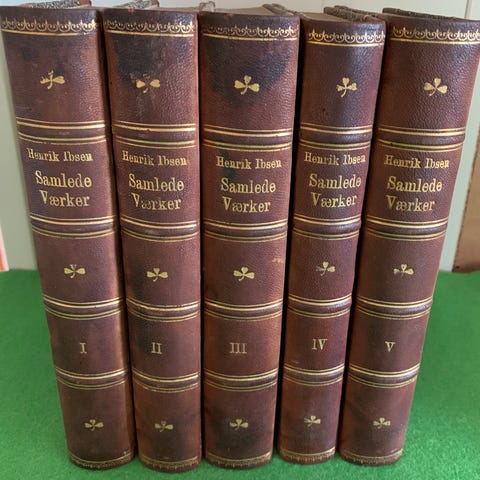 Henrik Ibsen
Samlede
Værker
I
Henrik Ibsen
Samlede
Værker
II
Henrik Ibsen
Samlede
Værker
III
Henrik Ibsen
Samlede
Værker
IV
Henrik Ibsen
Samlede
Værker
V